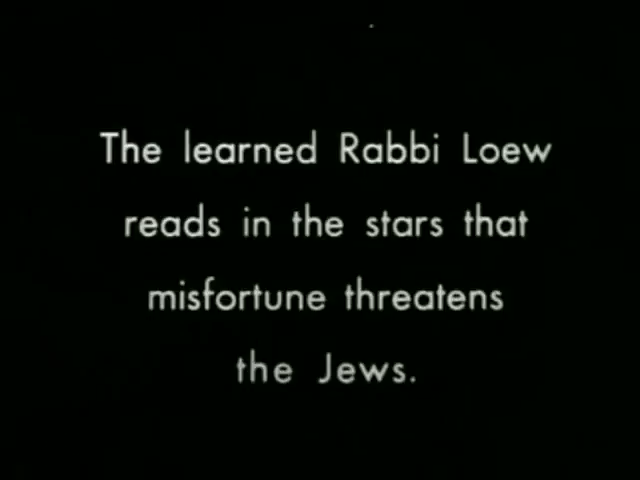 The learned Rabbi Loew
reads in the stars that
misfortune threatens
the Jews.